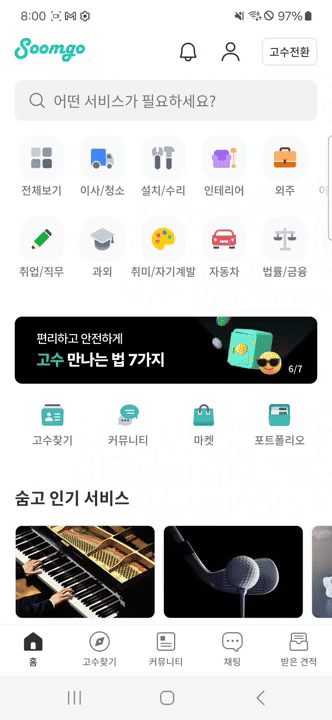 8:00
97%
Soomgo
고수전환
어떤 서비스가 필요하세요?
전체보기
이사/청소
설치/수리
인테리어
외주
취업/직무
과외
취미/자기계발
자동차
법률/금융
편리하고 안전하게
고수 만나는 법 7가지
6/7
고수찾기
커뮤니티
마켓
포트폴리오
숨고 인기 서비스
홈
고수찾기
커뮤니티
채팅
받은 견적